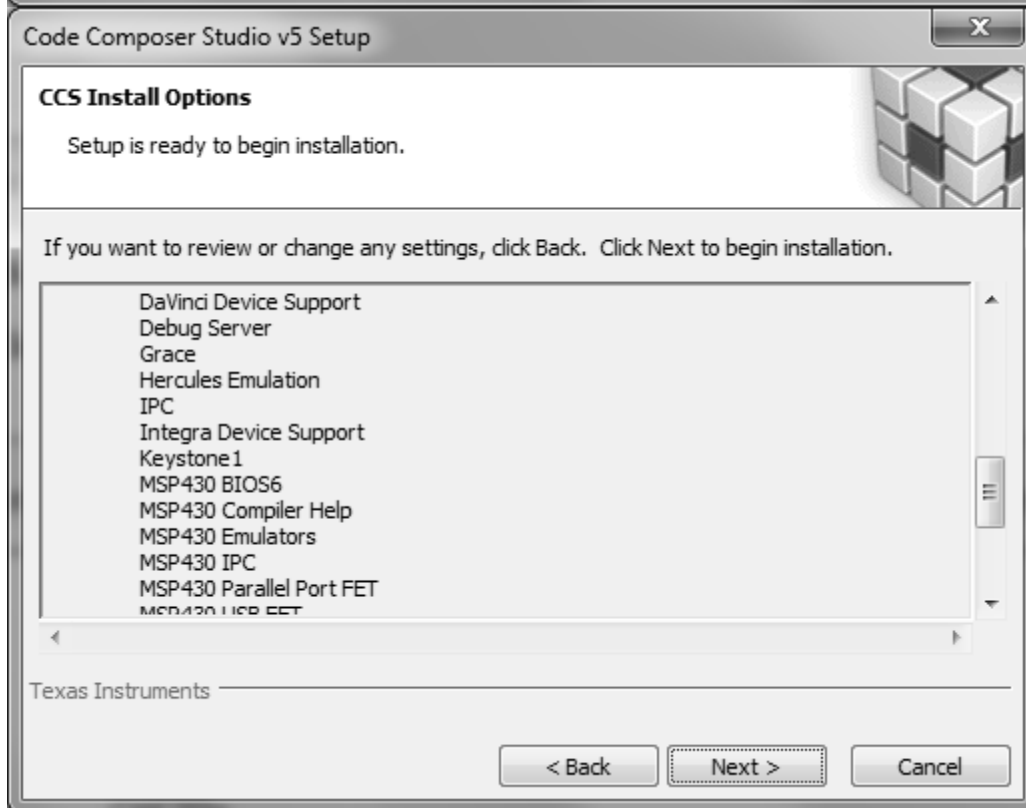 Code Composer Studio v5 Setup
CCS Install Options
Setup is ready to begin installation.
If you want to review or change any settings, click Back. Click Next to begin installation.
DaVinci Device Support
Debug Server
Grace
Hercules Emulation
IPC
Integra Device Support
Keystone1
MSP430 BIOS6
MSP430 Compiler Help
MSP430 Emulators
MSP430 IPC
MSP430 Parallel Port FET
MSP430 USB FET
Texas Instruments
< Back Next > Cancel